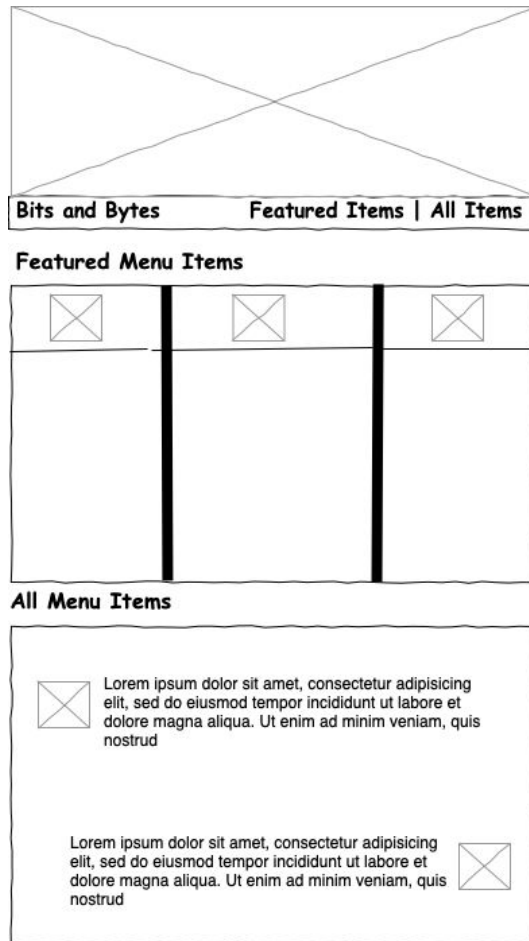 Bits and Bytes Featured Items | All Items
Featured Menu Items
All Menu Items
Lorem ipsum dolor sit amet, consectetur adipisicing
elit, sed do eiusmod tempor incididunt ut labore et
dolore magna aliqua. Ut enim ad minim veniam, quis
nostrud
Lorem ipsum dolor sit amet, consectetur adipisicing
elit, sed do eiusmod tempor incididunt ut labore et
dolore magna aliqua. Ut enim ad minim veniam, quis
nostrud